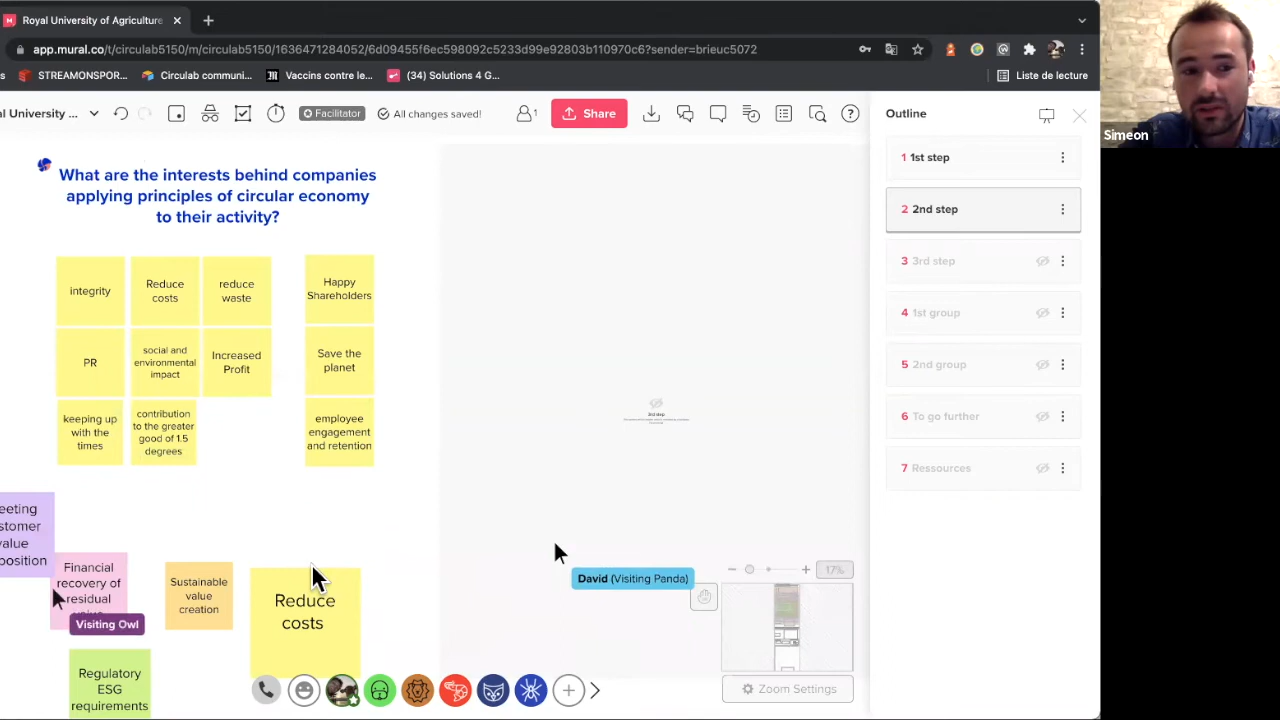 Royal University of Agriculture
app.mural.co/t/circulab5150/m/circulab5150/1636471284052/6d09455f6ec598092c5233d99e92803b110970c6?sender=brieuc5072
STREAMONSPOR...
Circulab communi...
Vaccins contre le...
(34) Solutions 4 G...
Liste de lecture
al University ...
Facilitator
All changes saved!
1
Share
Outline
Simeon
What are the interests behind companies
applying principles of circular economy
to their activity?
integrity
Reduce
costs
reduce
waste
Happy
Shareholders
PR
social and
environmental
impact
Increased
Profit
Save the
planet
keeping up
with the
times
contribution
to the greater
good of 1.5
degrees
employee
engagement
and retention
eeting
stomer
value
position
Financial
recovery of
residual
Visiting Owl
Sustainable
value
creation
Reduce
costs
Regulatory
ESG
requirements
2nd step
David (Visiting Panda)
17%
Zoom Settings
1 1st step
2 2nd step
3 3rd step
4 1st group
5 2nd group
6 To go further
7 Ressources